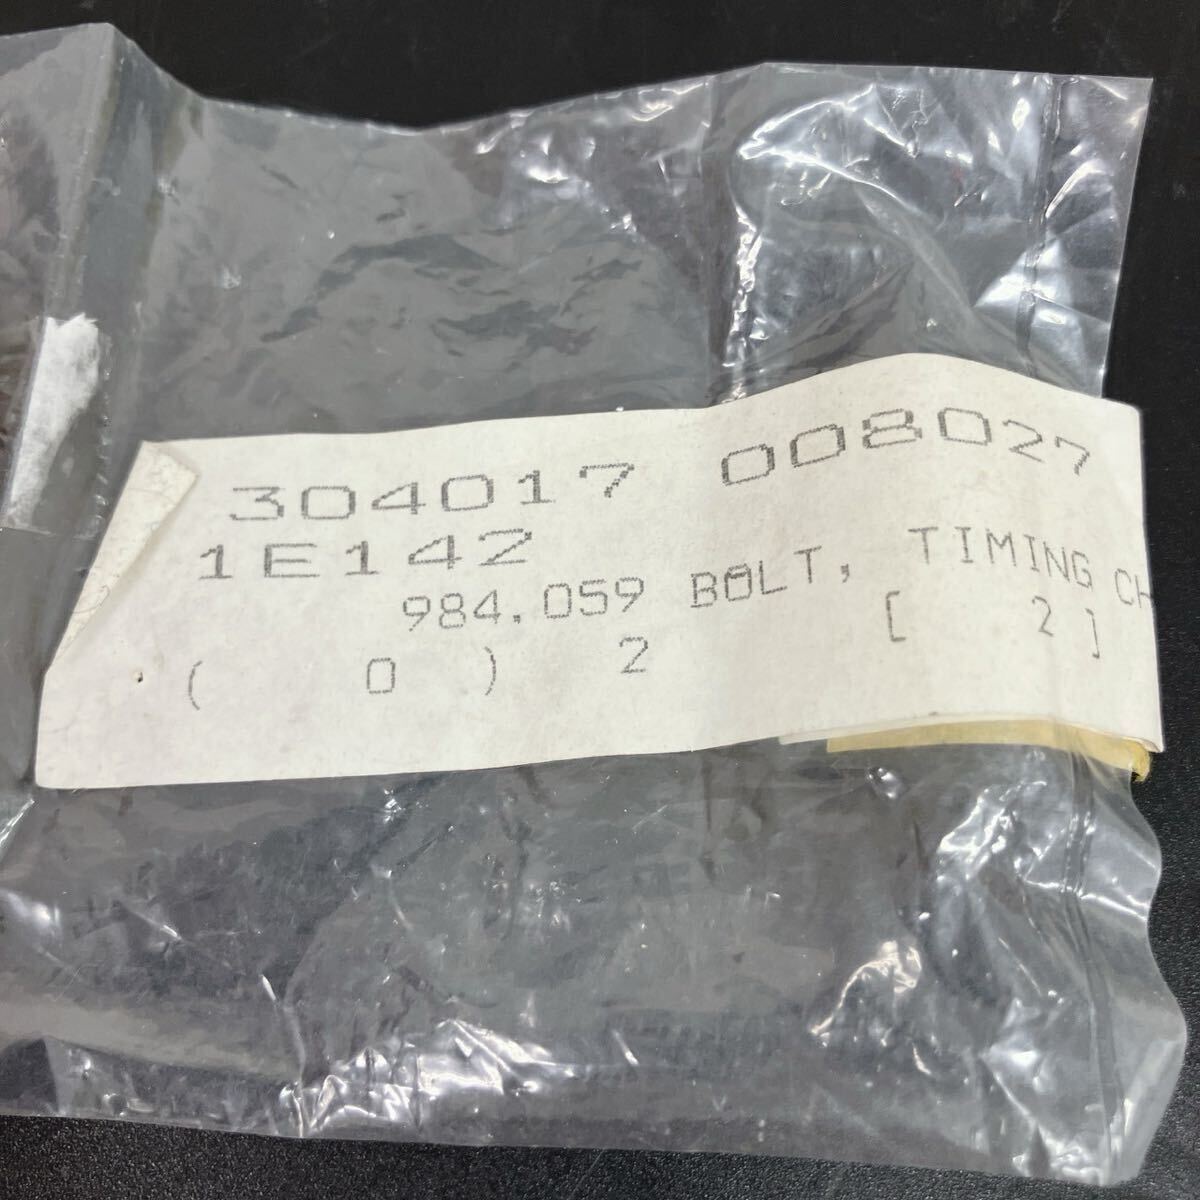 304017 008027
1E142
984.059 BOLT, TIMING CH
( 0 ) 2 [ 2 ]